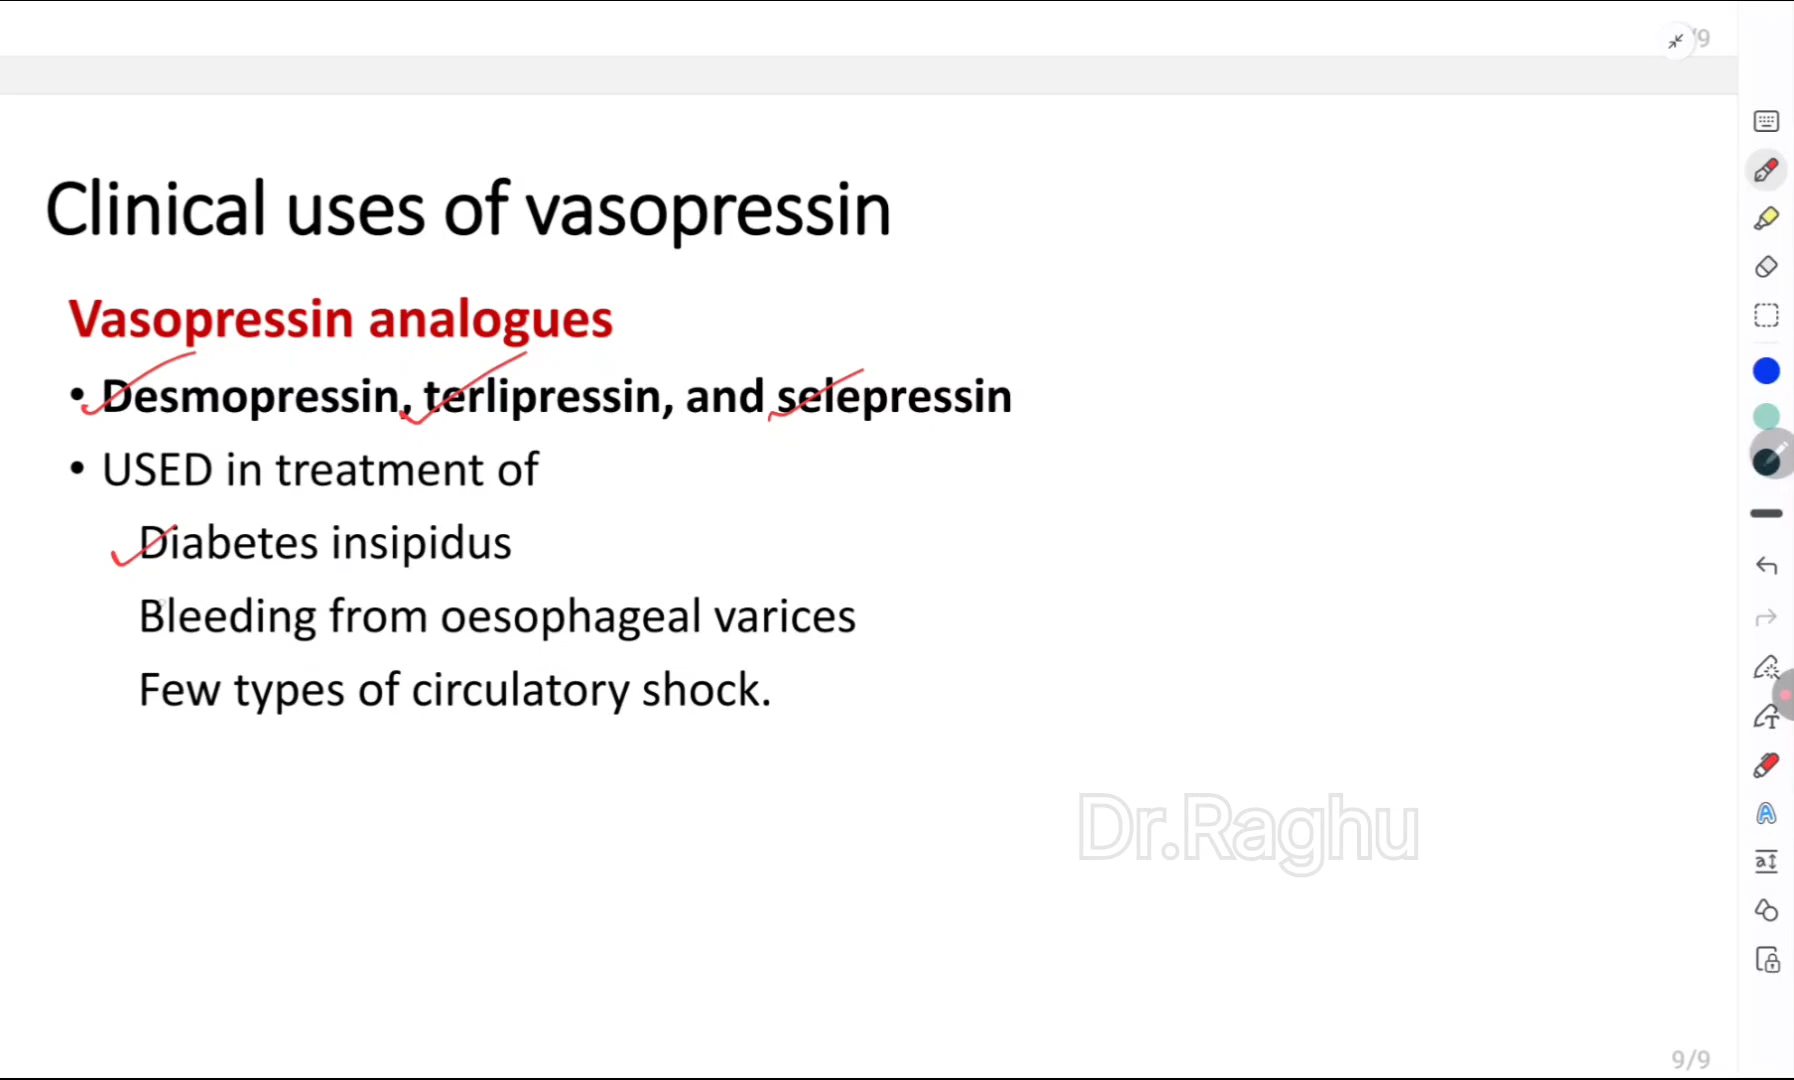 /9
Clinical uses of vasopressin
Vasopressin analogues
• Desmopressin, terlipressin, and selepressin
• USED in treatment of
Diabetes insipidus
Bleeding from oesophageal varices
Few types of circulatory shock.
Dr.Raghu
9/9